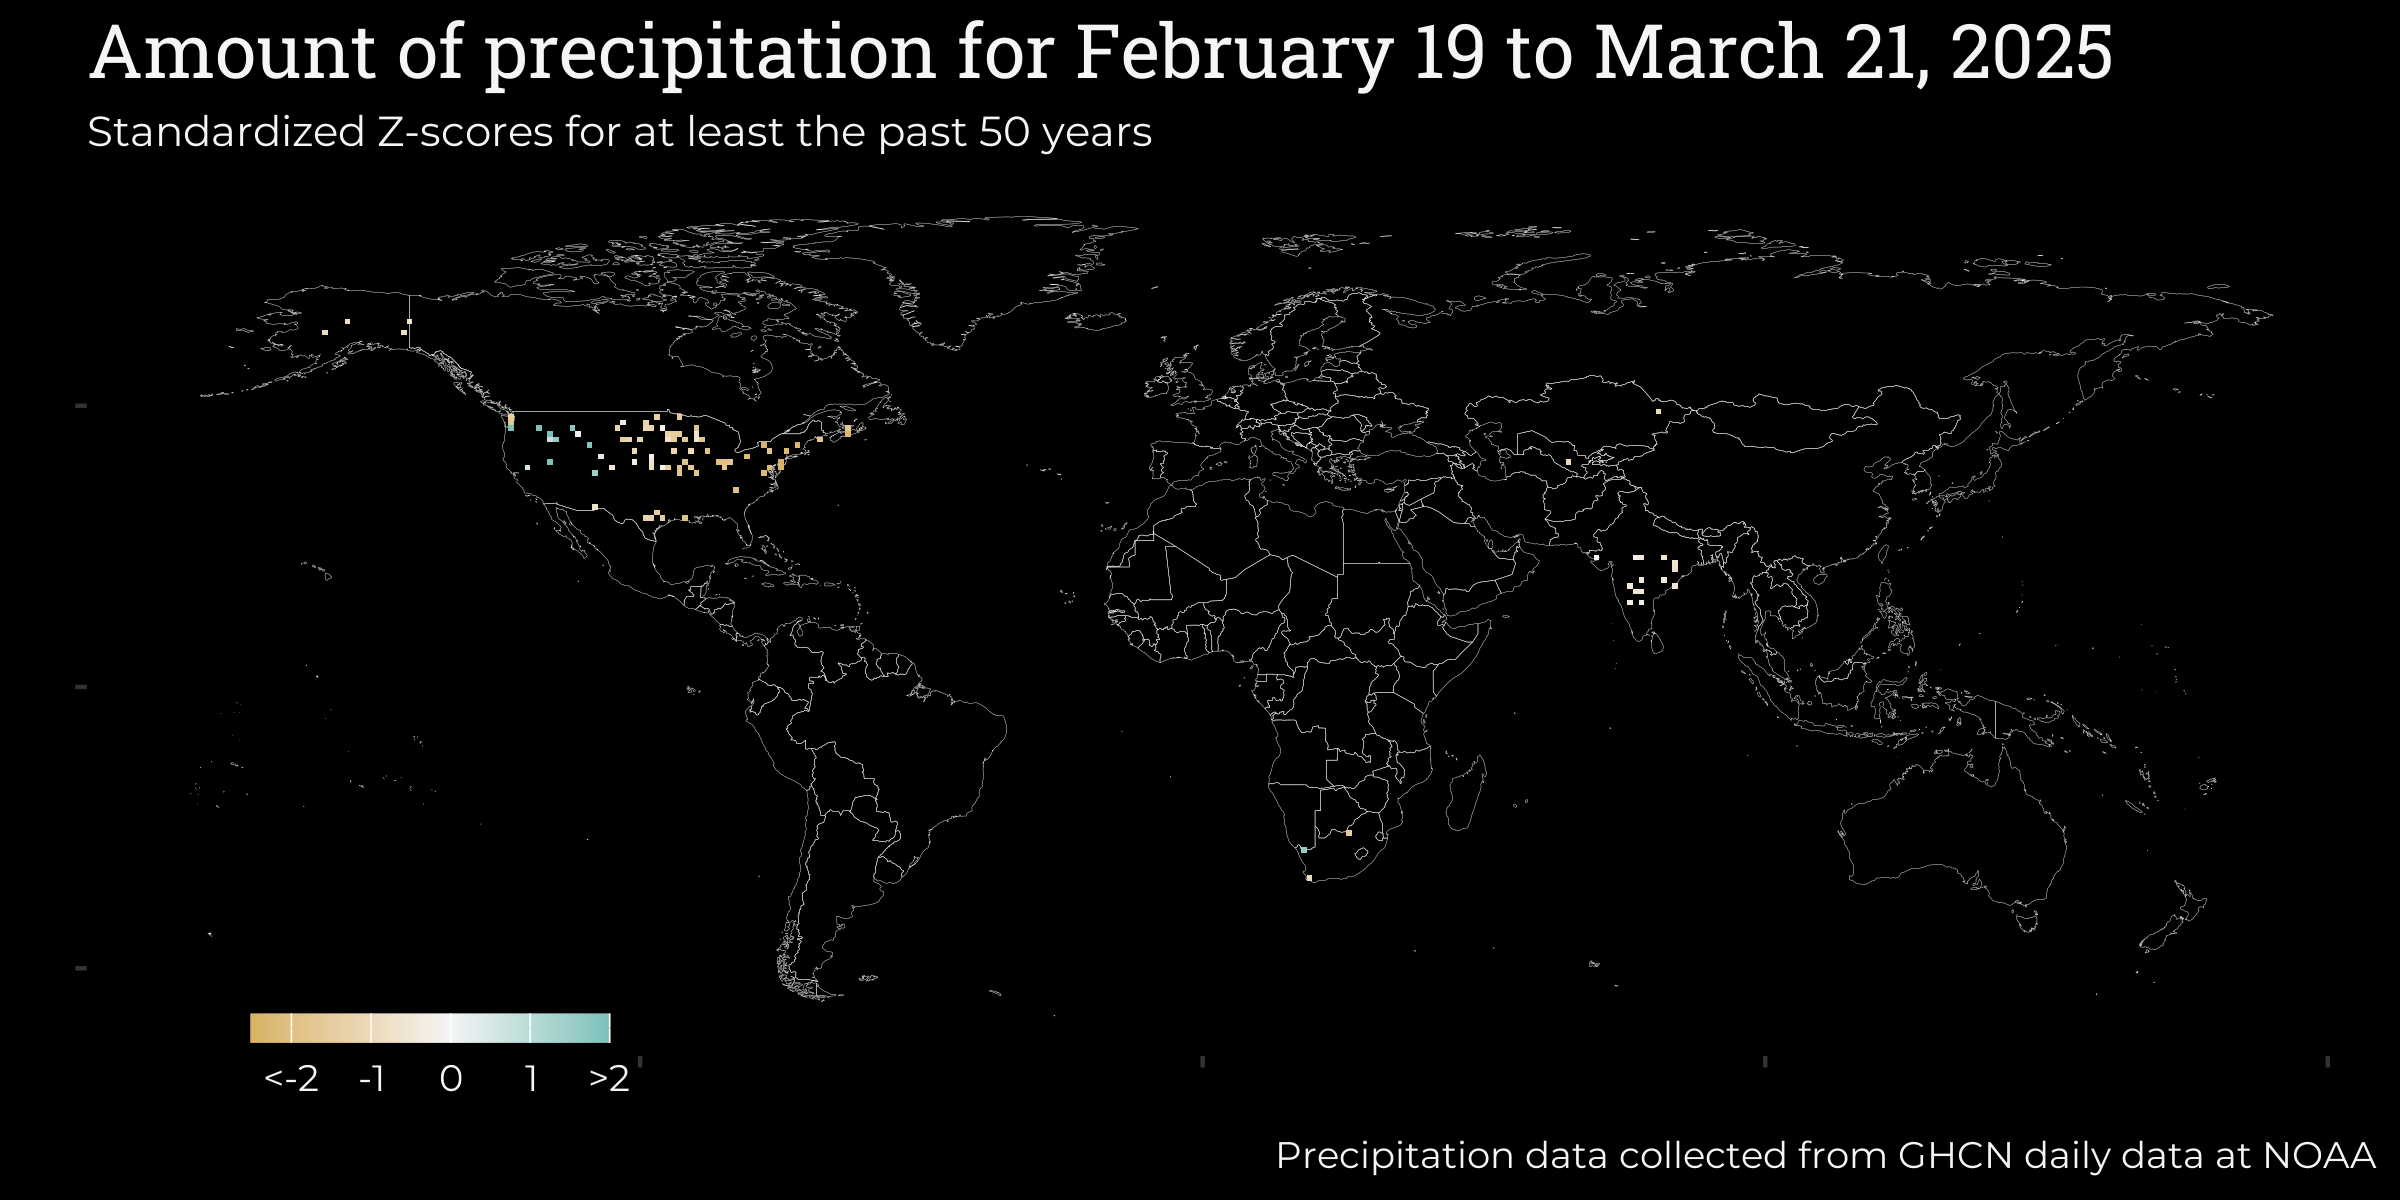 Amount of precipitation for February 19 to March 21, 2025
Standardized Z-scores for at least the past 50 years
<-2 -1 0 1 >2
Precipitation data collected from GHCN daily data at NOAA